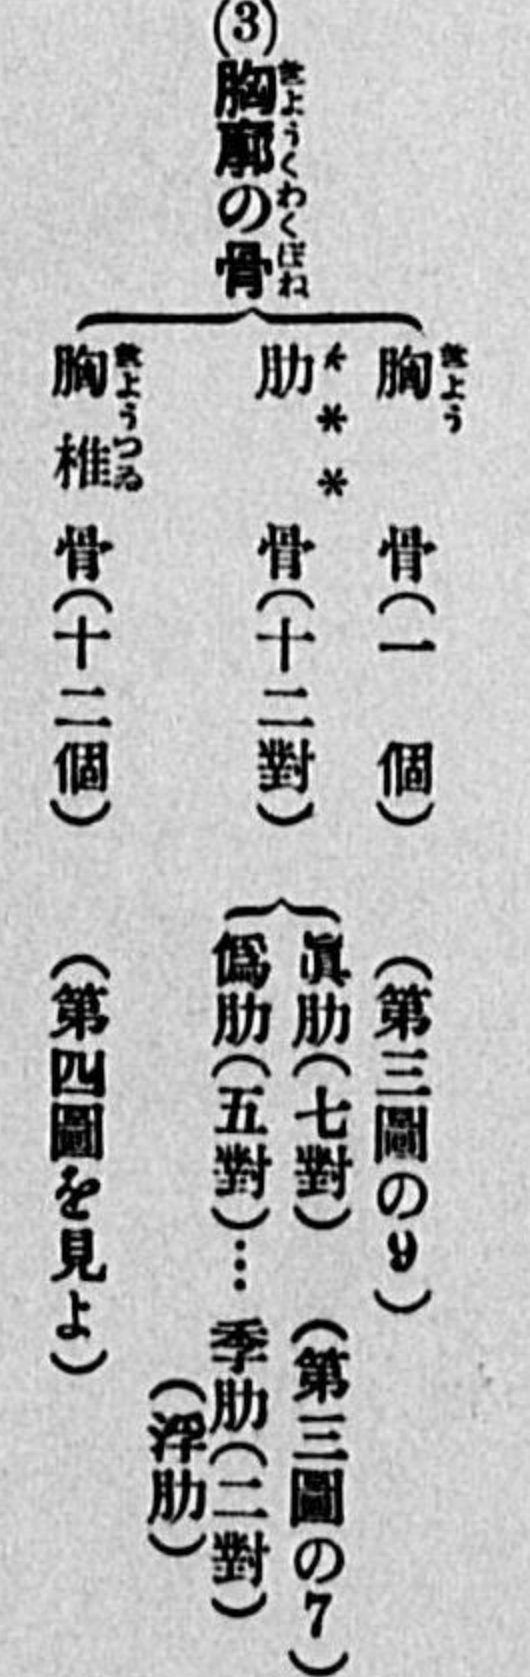 (3)胸廓の骨
胸骨(一個)(第三圖の9)
肋骨(十二對)
眞肋(七對)(第三圖の7)
僞肋(五對)…季肋(二對)
(浮肋)
胸椎骨(十二個)(第四圖を見よ)